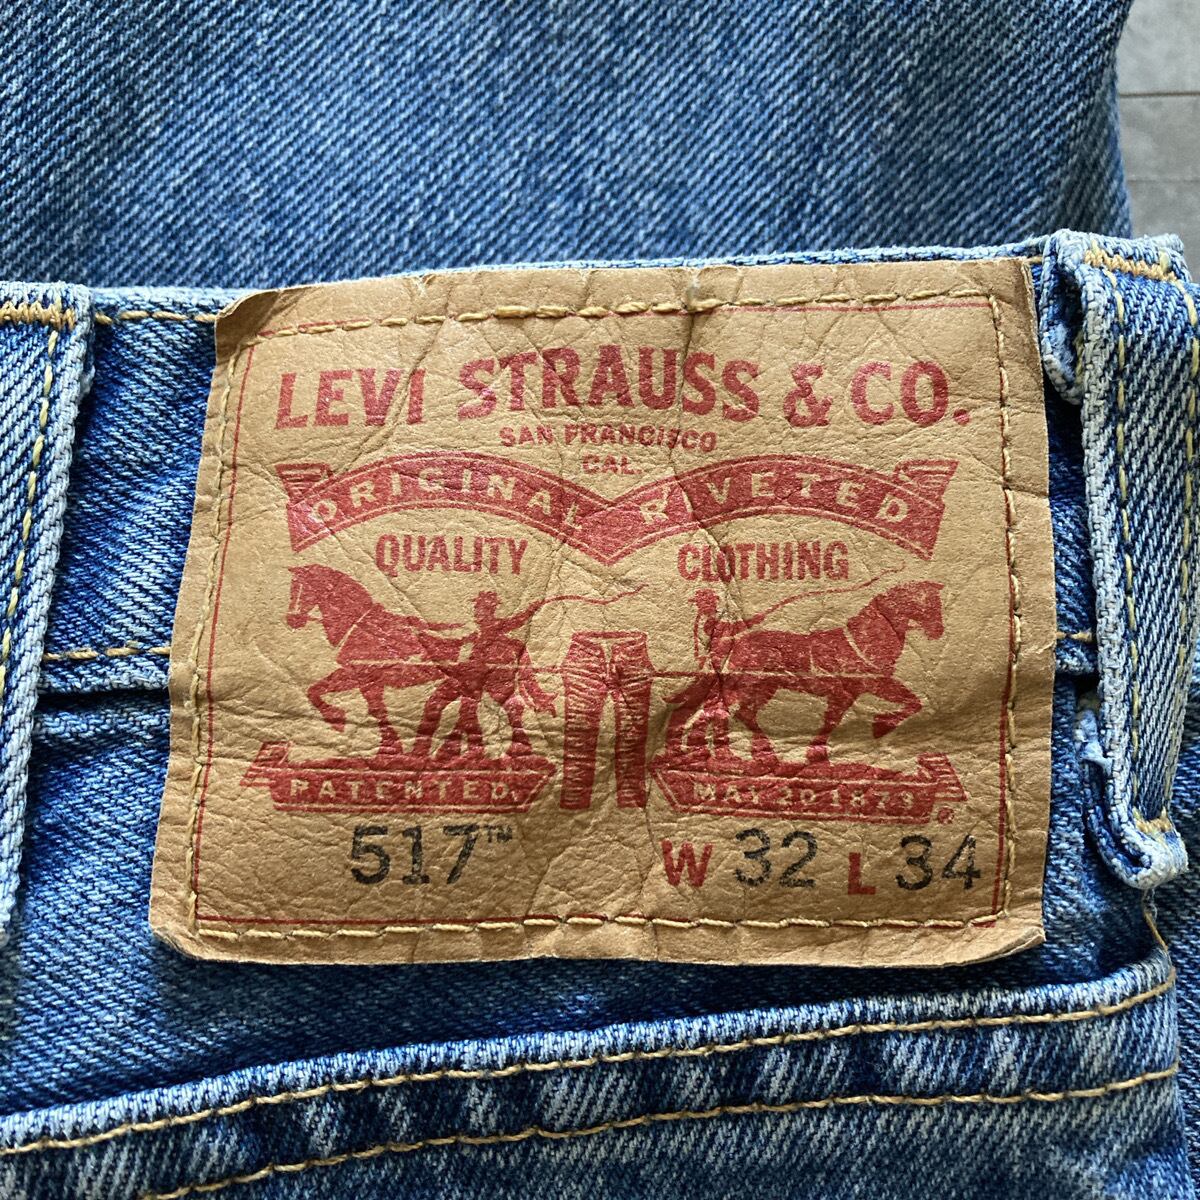 LEVI STRAUSS & CO.
SAN FRANCISCO
CAL.
ORIGINAL RIVETED
QUALITY CLOTHING
PATENTED. MAY 20 1873 ®
517™ W 32 L 34